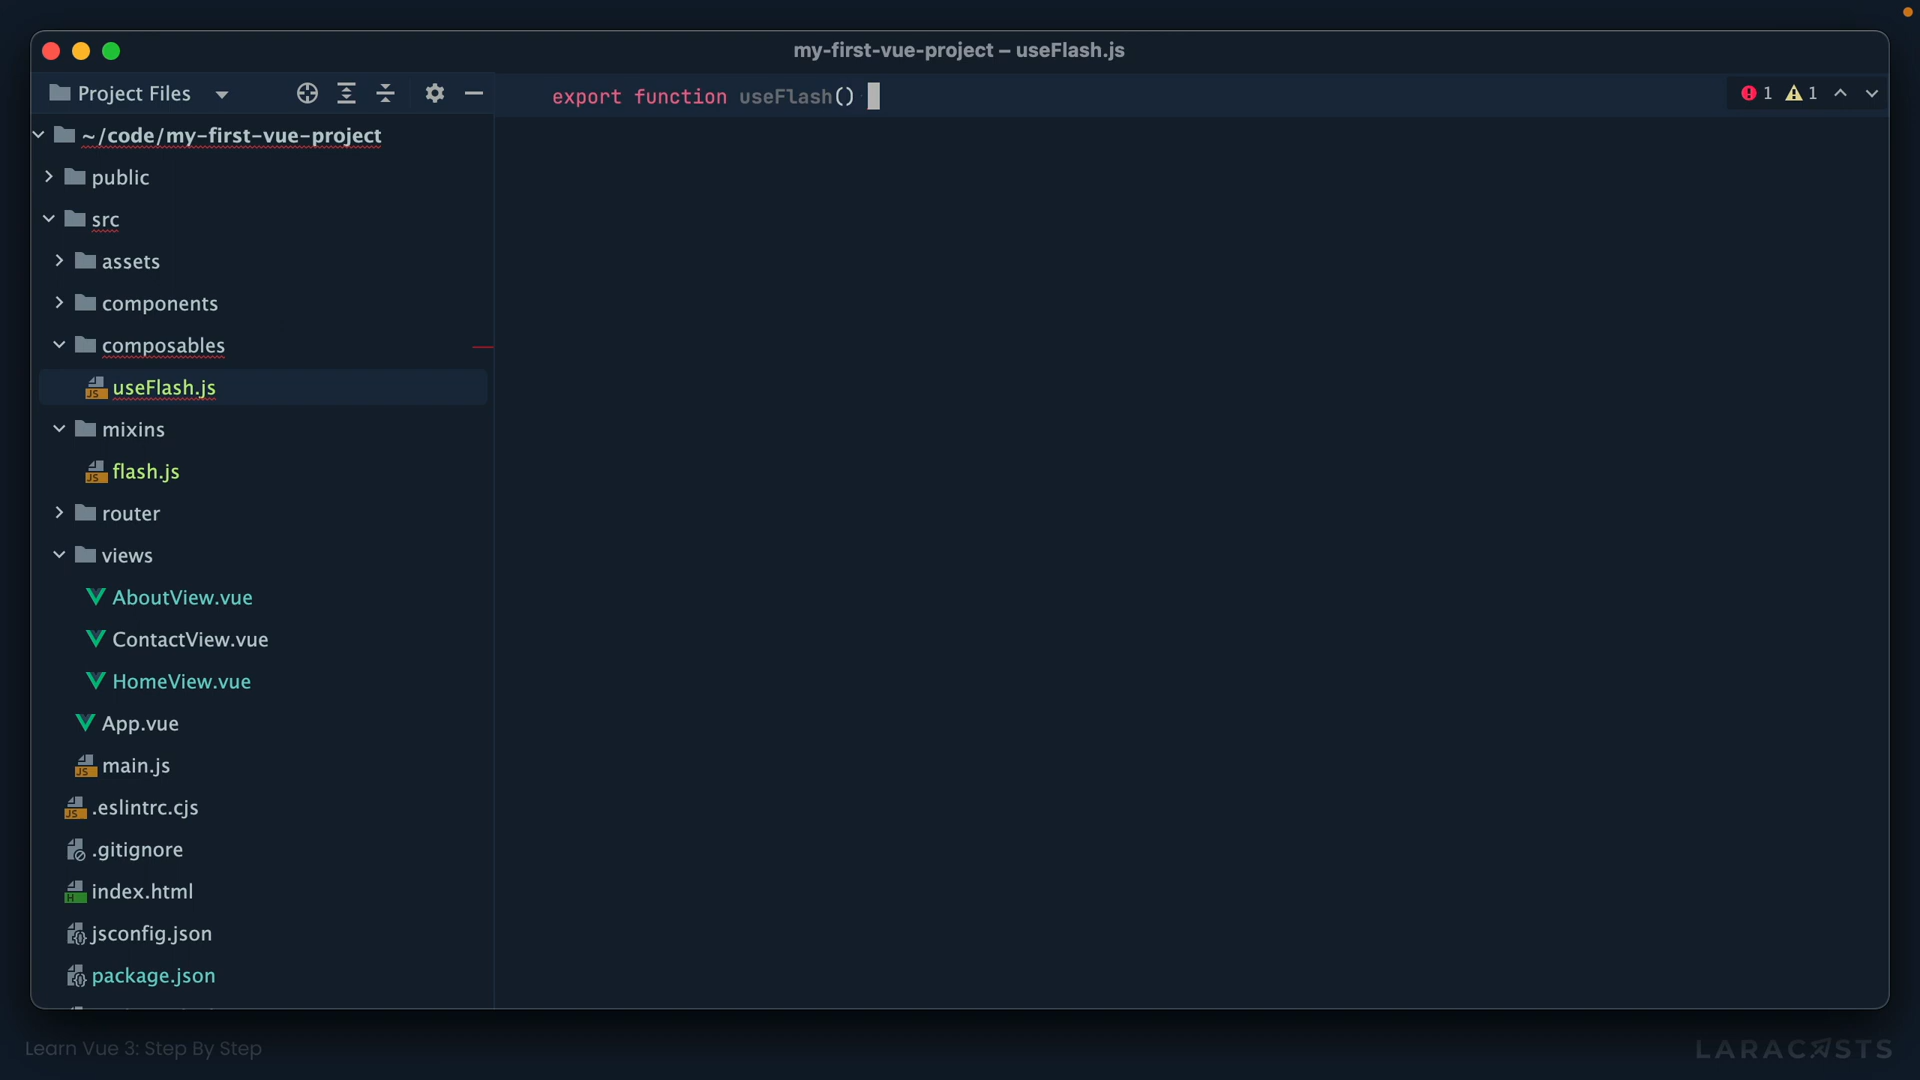 my-first-vue-project – useFlash.js
Project Files
export function useFlash()
1 1
~/code/my-first-vue-project
public
src
assets
components
composables
useFlash.js
mixins
flash.js
router
views
AboutView.vue
ContactView.vue
HomeView.vue
App.vue
main.js
.eslintrc.cjs
.gitignore
index.html
jsconfig.json
package.json
Learn Vue 3: Step By Step
LARACASTS